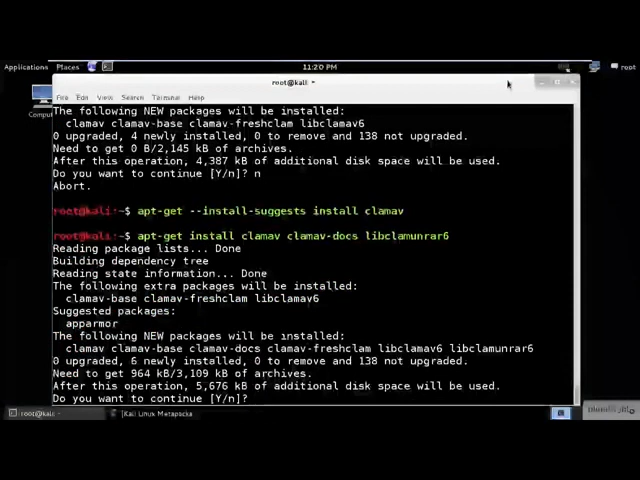 Applications Places 11:20 PM root
Comput
root@kali: ~
File Edit View Search Terminal Help
The following NEW packages will be installed:
clamav clamav-base clamav-freshclam libclamav6
0 upgraded, 4 newly installed, 0 to remove and 138 not upgraded.
Need to get 0 B/2,145 kB of archives.
After this operation, 4,387 kB of additional disk space will be used.
Do you want to continue [Y/n]? n
Abort.
root@kali:~$ apt-get --install-suggests install clamav
root@kali:~$ apt-get install clamav clamav-docs libclamunrar6
Reading package lists... Done
Building dependency tree
Reading state information... Done
The following extra packages will be installed:
clamav-base clamav-freshclam libclamav6
Suggested packages:
apparmor
The following NEW packages will be installed:
clamav clamav-base clamav-docs clamav-freshclam libclamav6 libclamunrar6
0 upgraded, 6 newly installed, 0 to remove and 138 not upgraded.
Need to get 964 kB/3,109 kB of archives.
After this operation, 5,676 kB of additional disk space will be used.
Do you want to continue [Y/n]?
root@kali: ~ [Kali Linux Metapacka